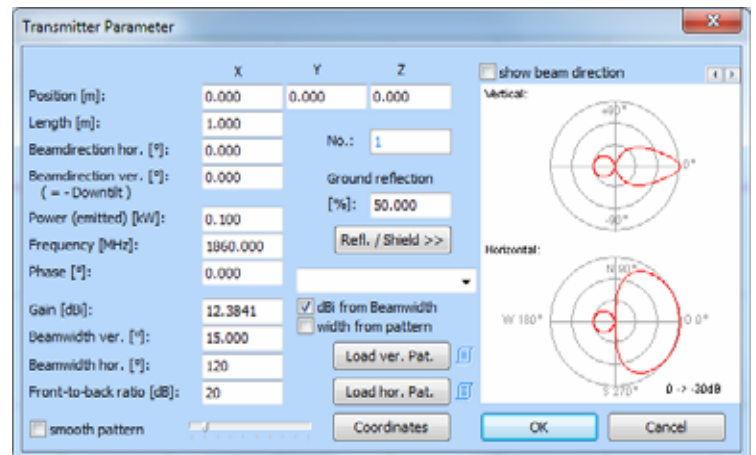 Transmitter Parameter
X Y Z
Position [m]: 0.000 0.000 0.000
Length [m]: 1.000
Beamdirection hor. [°]: 0.000
No.: 1
Beamdirection ver. [°]: 0.000
( = - Downtilt )
Ground reflection
[%]: 50.000
Power (emitted) [kW]: 0.100
Frequency [MHz]: 1860.000
Refl. / Shield >>
Phase [°]: 0.000
Gain [dBi]: 12.3841
dBi from Beamwidth
width from pattern
Beamwidth ver. [°]: 15.000
Load ver. Pat.
Beamwidth hor. [°]: 120
Front-to-back ratio [dB]: 20
Load hor. Pat.
smooth pattern
Coordinates
show beam direction
Vertical:
+90°
0°
-90°
Horizontal:
N 90°
W 180°
0 0°
S 270°
0 -> -30dB
OK Cancel